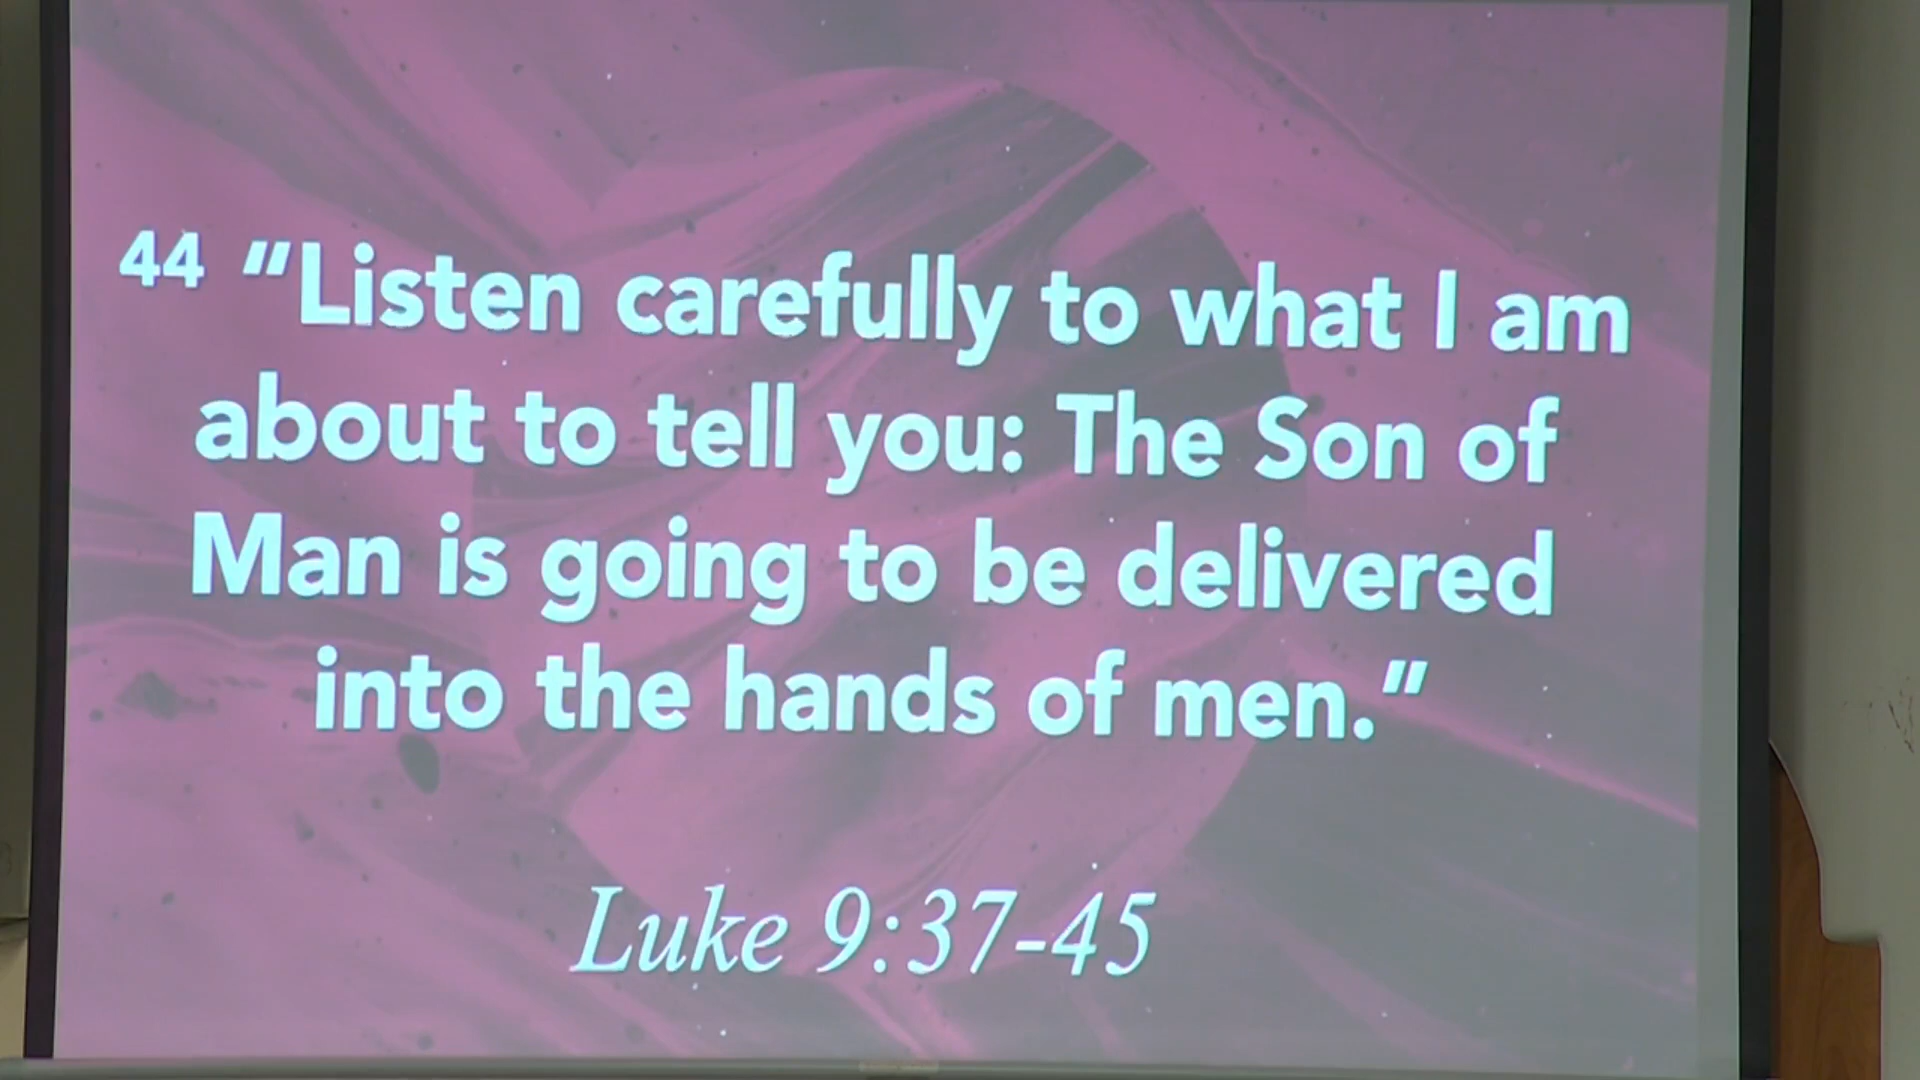 44 "Listen carefully to what I am
about to tell you: The Son of
Man is going to be delivered
into the hands of men."
Luke 9:37-45